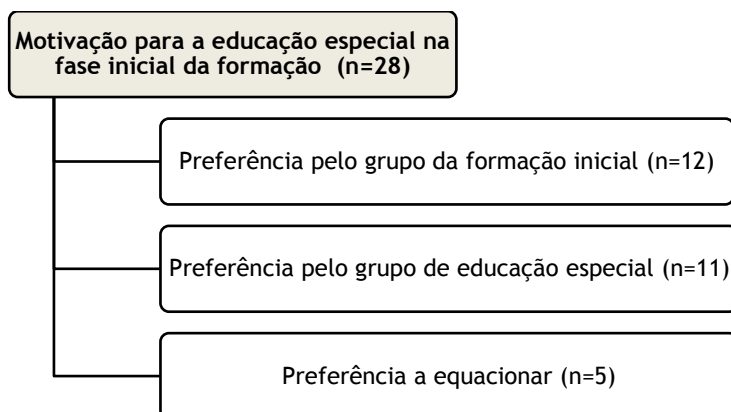 Motivação para a educação especial na
fase inicial da formação (n=28)
Preferência pelo grupo da formação inicial (n=12)
Preferência pelo grupo de educação especial (n=11)
Preferência a equacionar (n=5)